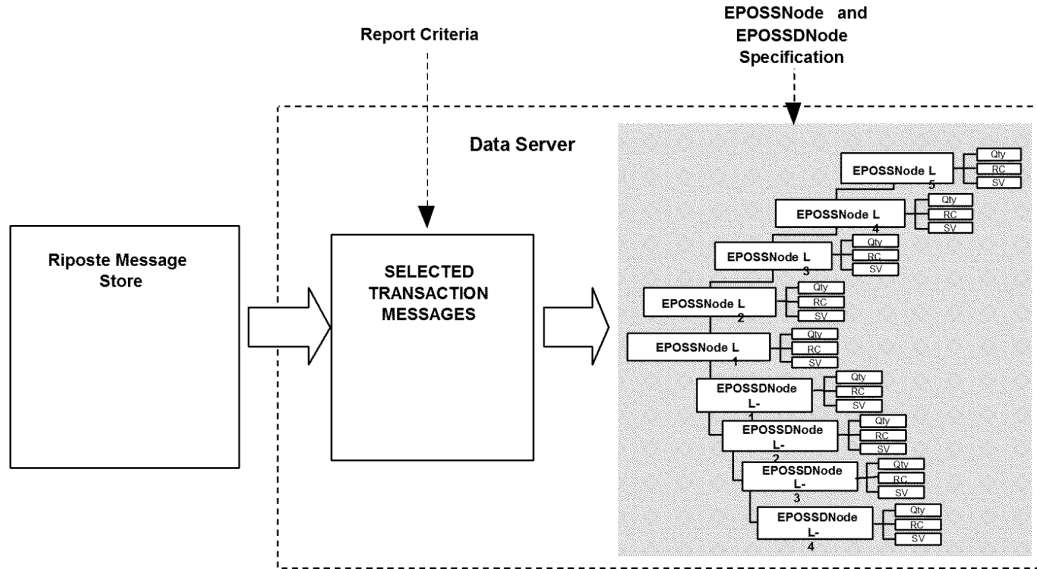 EPOSSNode and
EPOSSDNode
Specification
Report Criteria
Data Server
Riposte Message
Store
SELECTED
TRANSACTION
MESSAGES
EPOSSNode L
5
Qty
RC
SV
EPOSSNode L
4
Qty
RC
SV
EPOSSNode L
3
Qty
RC
SV
EPOSSNode L
2
Qty
RC
SV
EPOSSNode L
1
Qty
RC
SV
EPOSSDNode
L-
1
Qty
RC
SV
EPOSSDNode
L-
2
Qty
RC
SV
EPOSSDNode
L-
3
Qty
RC
SV
EPOSSDNode
L-
4
Qty
RC
SV